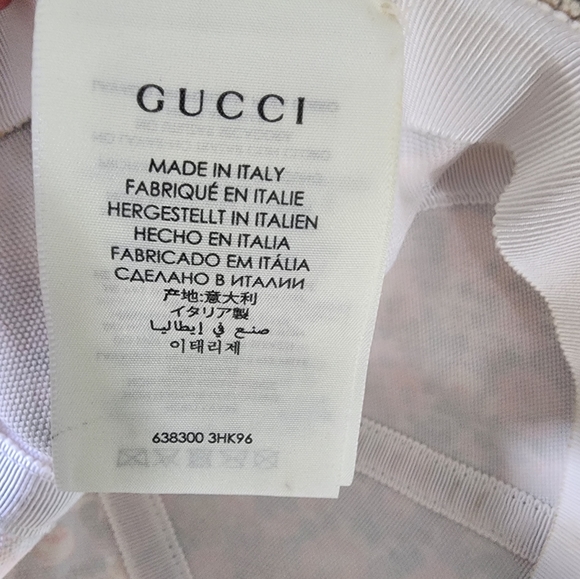 GUCCI
MADE IN ITALY
FABRIQUÉ EN ITALIE
HERGESTELLT IN ITALIEN
HECHO EN ITALIA
FABRICADO EM ITÁLIA
СДЕЛАНО В ИТАЛИИ
产地:意大利
イタリア製
صنع في إيطاليا
이태리제
638300 3HK96